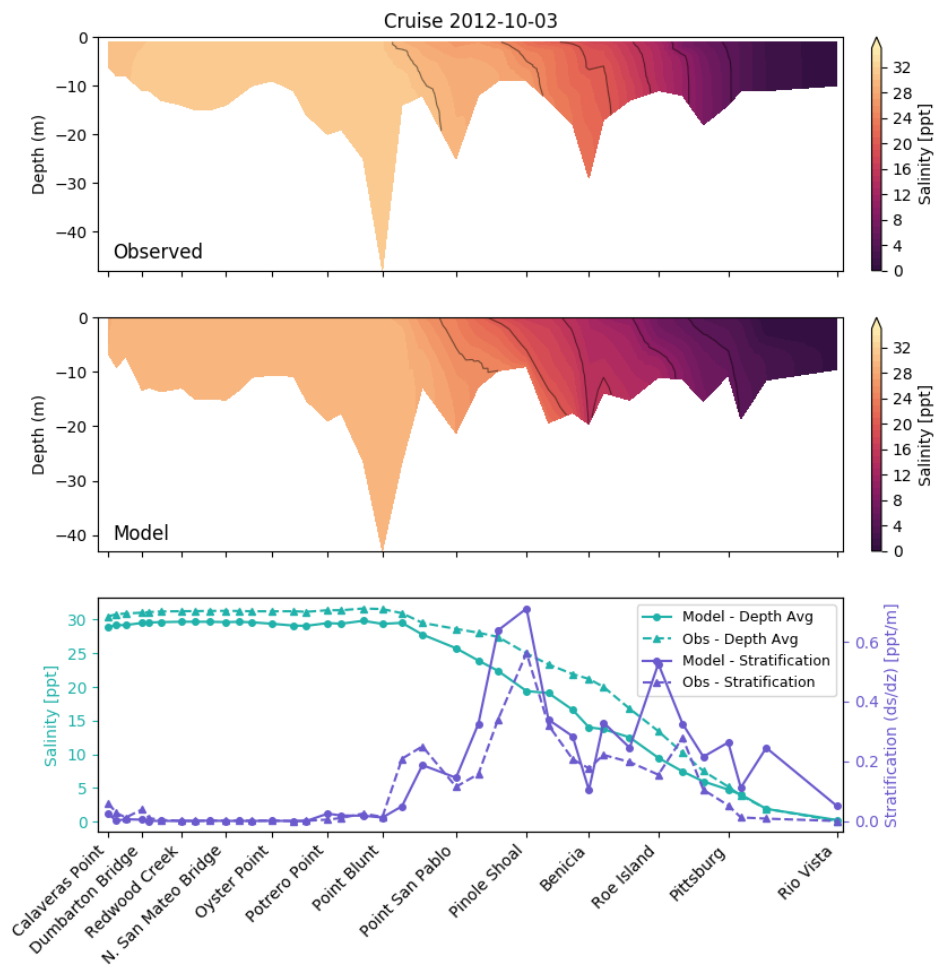 Cruise 2012-10-03
0
−10
−20
−30
−40
Depth (m)
Observed
32
28
24
20
16
12
8
4
0
Salinity [ppt]
0
−10
−20
−30
−40
Depth (m)
Model
32
28
24
20
16
12
8
4
0
Salinity [ppt]
30
25
20
15
10
5
0
Salinity [ppt]
Model - Depth Avg
Obs - Depth Avg
Model - Stratification
Obs - Stratification
0.6
0.4
0.2
0.0
Stratification (ds/dz) [ppt/m]
Calaveras Point
Dumbarton Bridge
Redwood Creek
N. San Mateo Bridge
Oyster Point
Potrero Point
Point Blunt
Point San Pablo
Pinole Shoal
Benicia
Roe Island
Pittsburg
Rio Vista